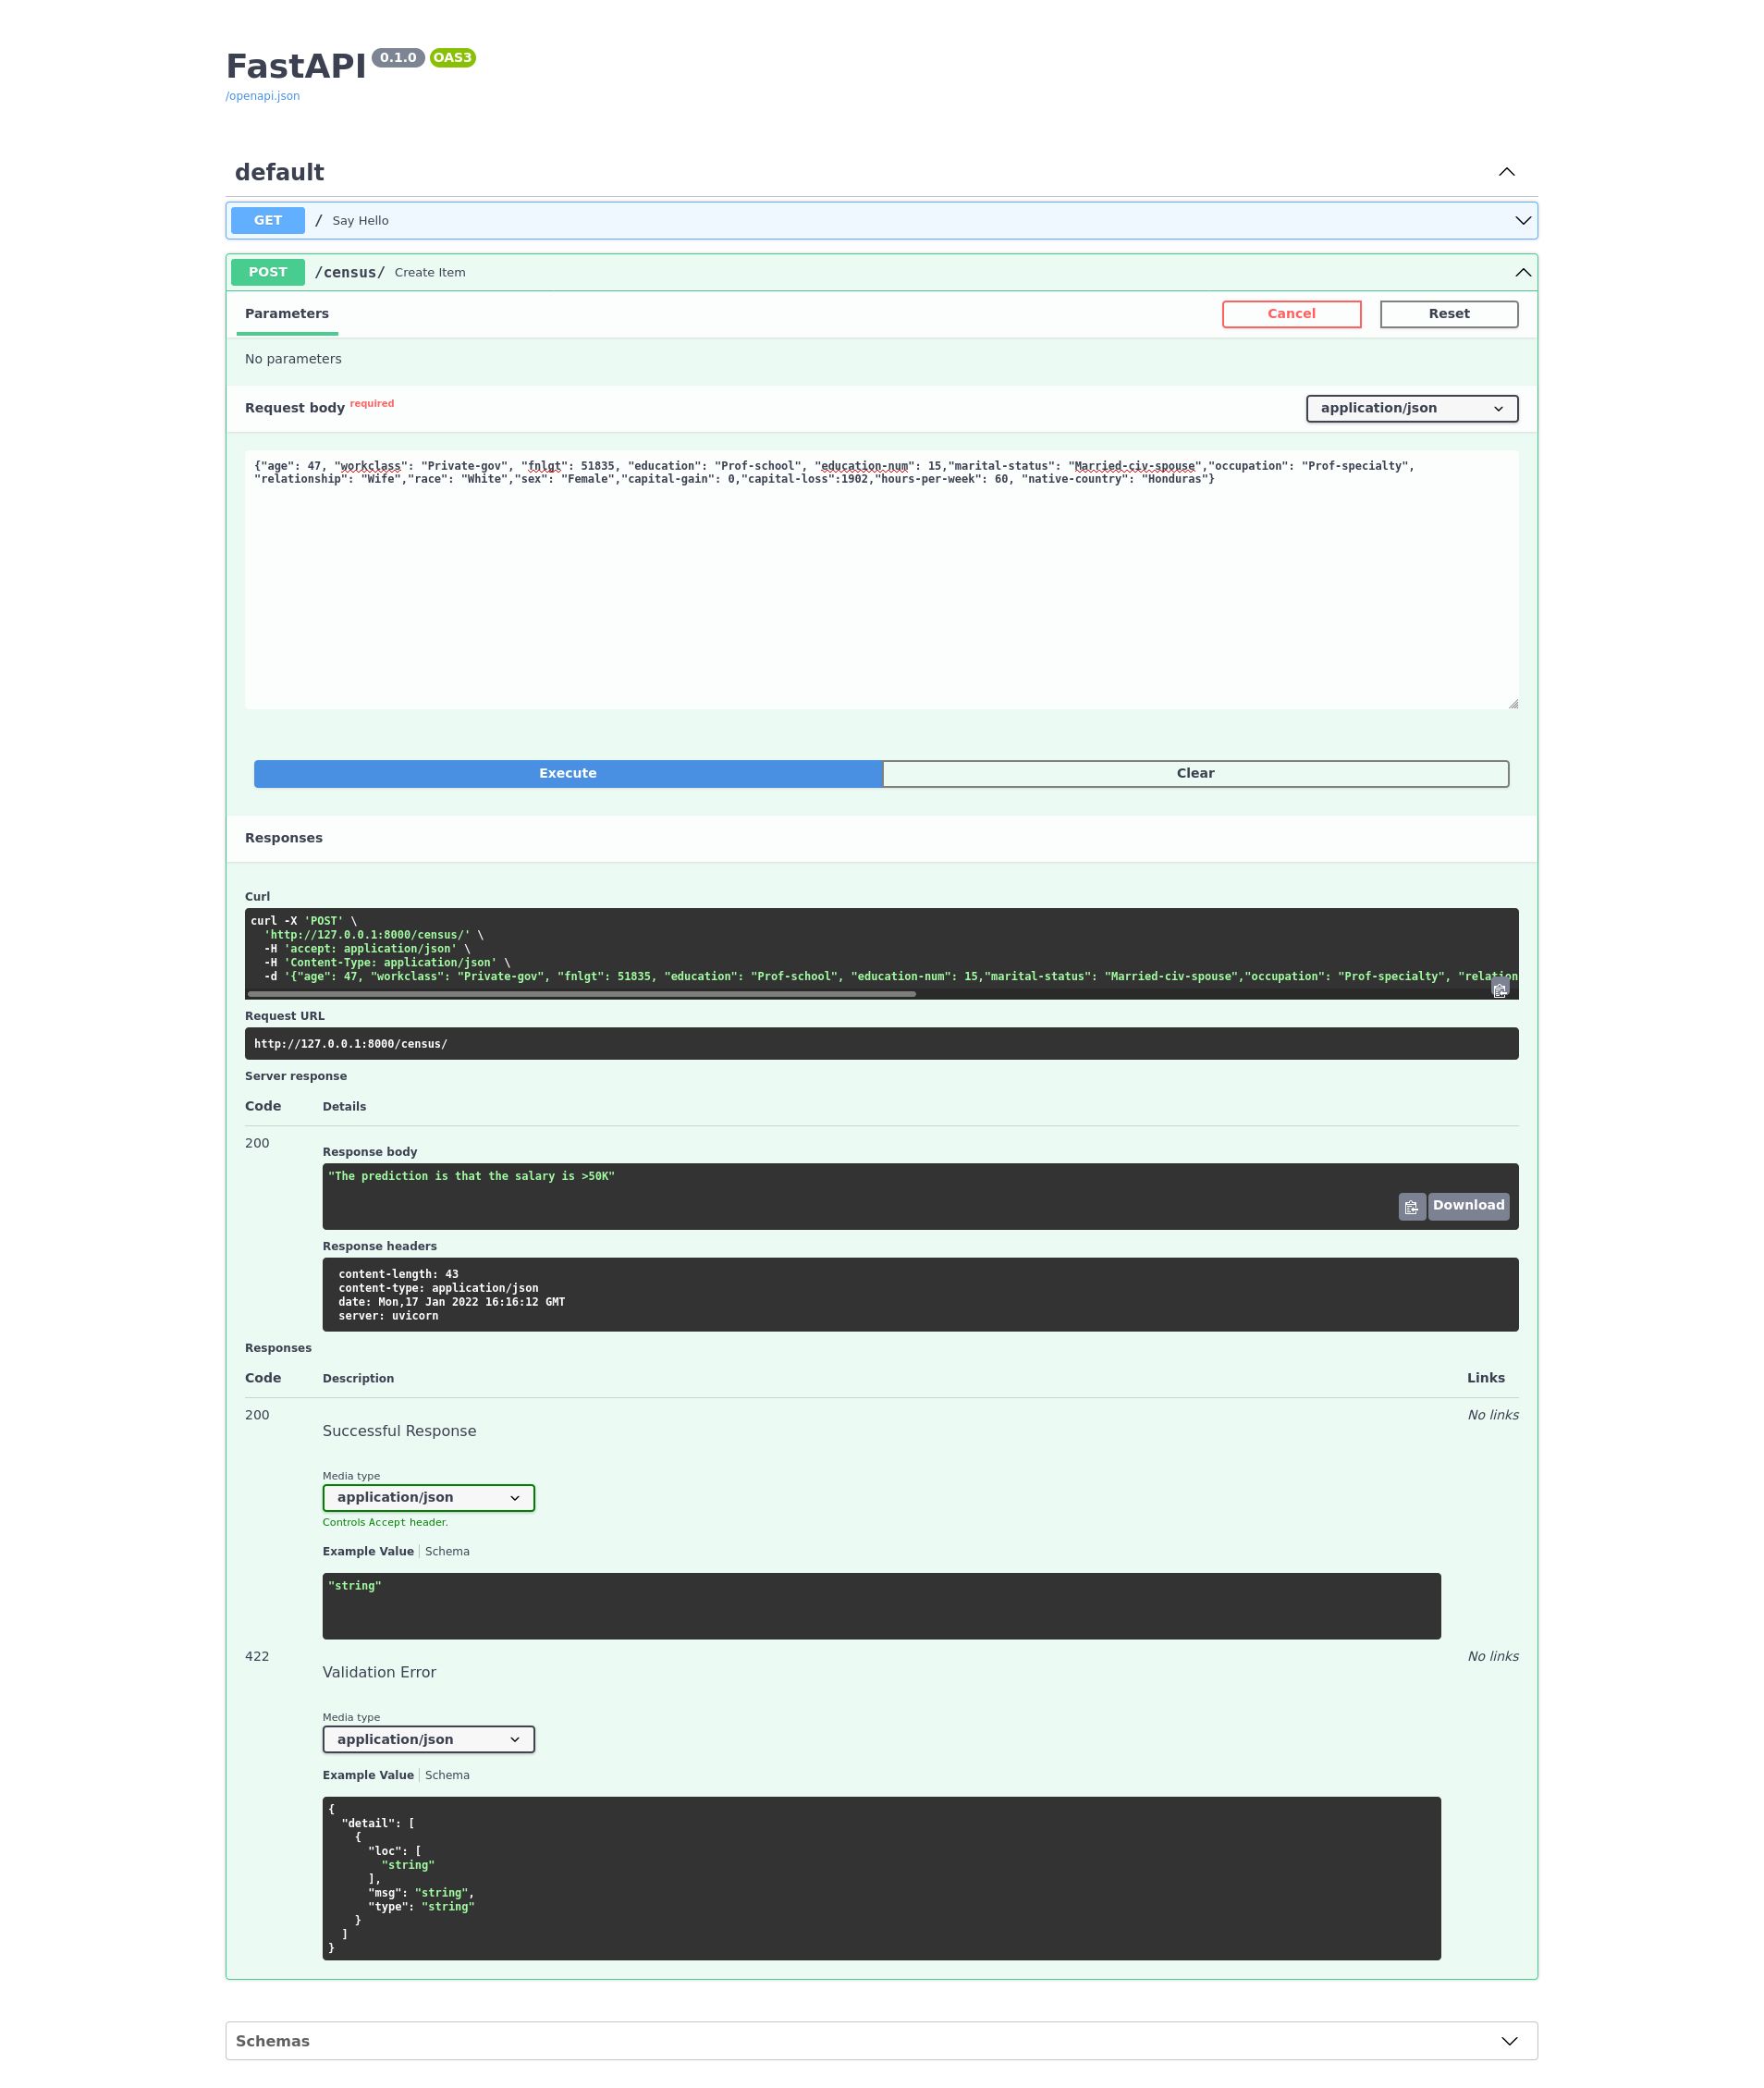 FastAPI 0.1.0 OAS3
/openapi.json
default
GET / Say Hello
POST /census/ Create Item
Parameters
Cancel
Reset
No parameters
Request body required
application/json
{"age": 47, "workclass": "Private-gov", "fnlgt": 51835, "education": "Prof-school", "education-num": 15,"marital-status": "Married-civ-spouse","occupation": "Prof-specialty",
"relationship": "Wife","race": "White","sex": "Female","capital-gain": 0,"capital-loss":1902,"hours-per-week": 60, "native-country": "Honduras"}
Execute
Clear
Responses
Curl
curl -X 'POST' \
'http://127.0.0.1:8000/census/' \
-H 'accept: application/json' \
-H 'Content-Type: application/json' \
-d '{"age": 47, "workclass": "Private-gov", "fnlgt": 51835, "education": "Prof-school", "education-num": 15,"marital-status": "Married-civ-spouse","occupation": "Prof-specialty", "relation
Request URL
http://127.0.0.1:8000/census/
Server response
Code Details
200
Response body
"The prediction is that the salary is >50K"
Download
Response headers
content-length: 43
content-type: application/json
date: Mon,17 Jan 2022 16:16:12 GMT
server: uvicorn
Responses
Code Description Links
200 No links
Successful Response
Media type
application/json
Controls Accept header.
Example Value Schema
"string"
422 No links
Validation Error
Media type
application/json
Example Value Schema
{
"detail": [
{
"loc": [
"string"
],
"msg": "string",
"type": "string"
}
]
}
Schemas